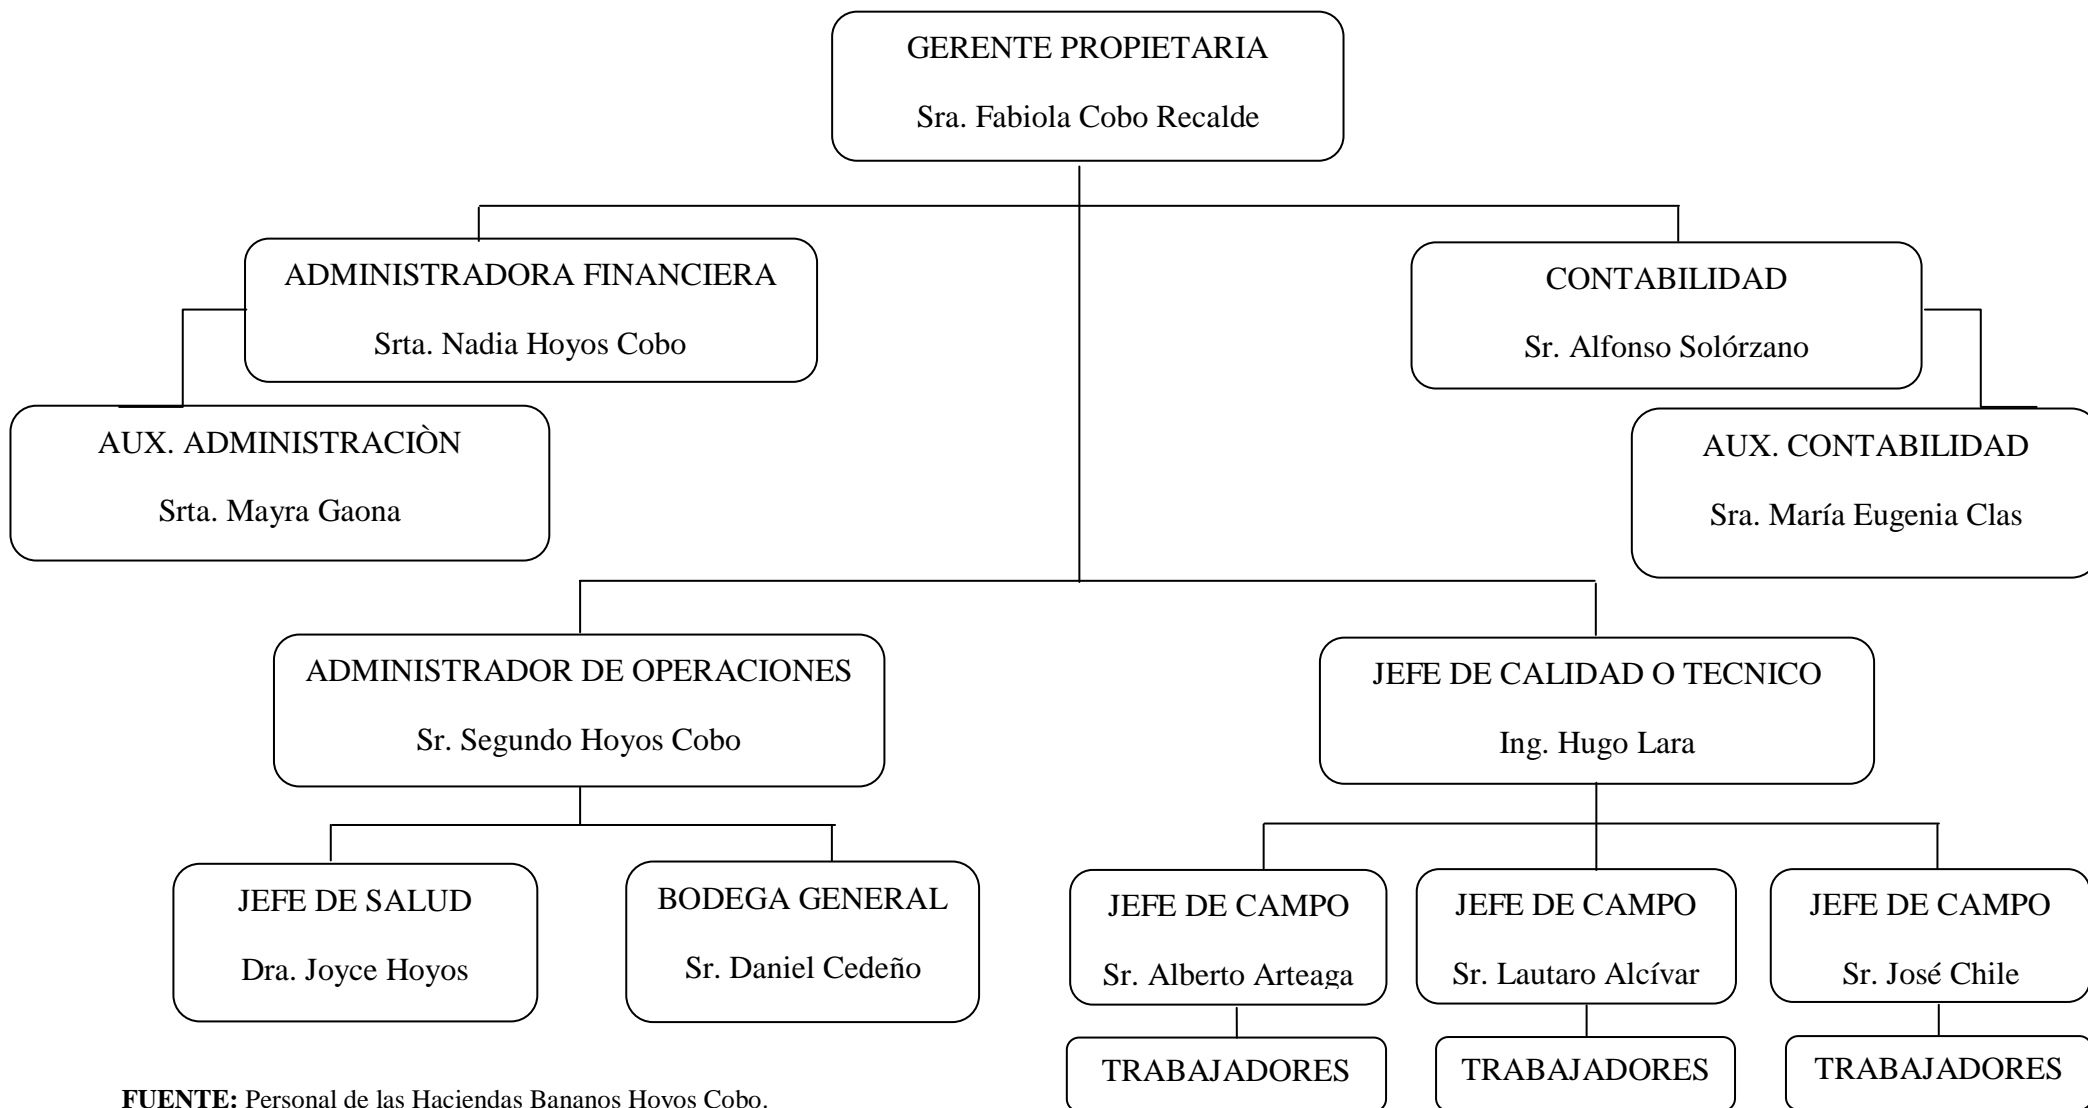 GERENTE PROPIETARIA
Sra. Fabiola Cobo Recalde
ADMINISTRADORA FINANCIERA
Srta. Nadia Hoyos Cobo
CONTABILIDAD
Sr. Alfonso Solórzano
AUX. ADMINISTRACIÒN
Srta. Mayra Gaona
AUX. CONTABILIDAD
Sra. María Eugenia Clas
ADMINISTRADOR DE OPERACIONES
Sr. Segundo Hoyos Cobo
JEFE DE CALIDAD O TECNICO
Ing. Hugo Lara
JEFE DE SALUD
Dra. Joyce Hoyos
BODEGA GENERAL
Sr. Daniel Cedeño
JEFE DE CAMPO
Sr. Alberto Arteaga
JEFE DE CAMPO
Sr. Lautaro Alcívar
JEFE DE CAMPO
Sr. José Chile
TRABAJADORES
TRABAJADORES
TRABAJADORES
FUENTE: Personal de las Haciendas Bananos Hoyos Cobo.